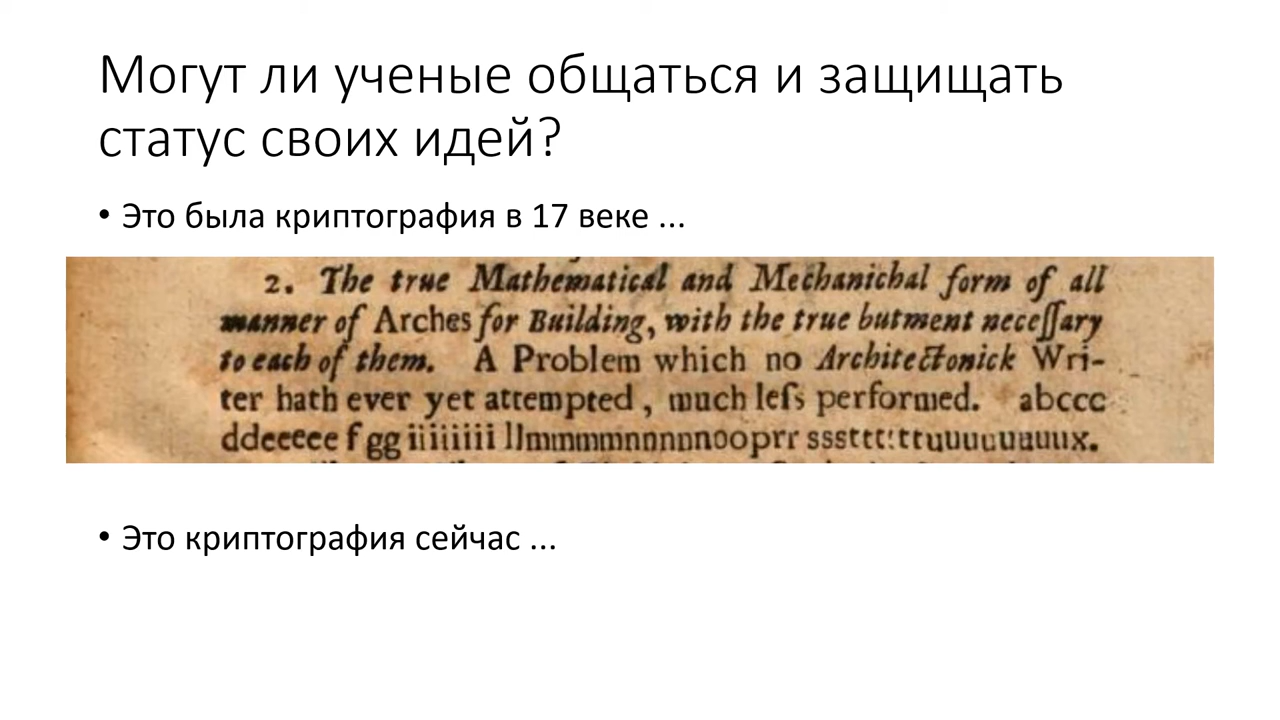 Могут ли ученые общаться и защищать
статус своих идей?
• Это была криптография в 17 веке ...
2. The true Mathematical and Mechanichal form of all
manner of Arches for Building, with the true butment neceſſary
to each of them. A Problem which no Architectonick Wri-
ter hath ever yet attempted, much leſs performed. abccc
ddeeeee f gg iiiiiiii llmmmmnnnnnooprr sssttttttuuuuuuuux.
• Это криптография сейчас ...